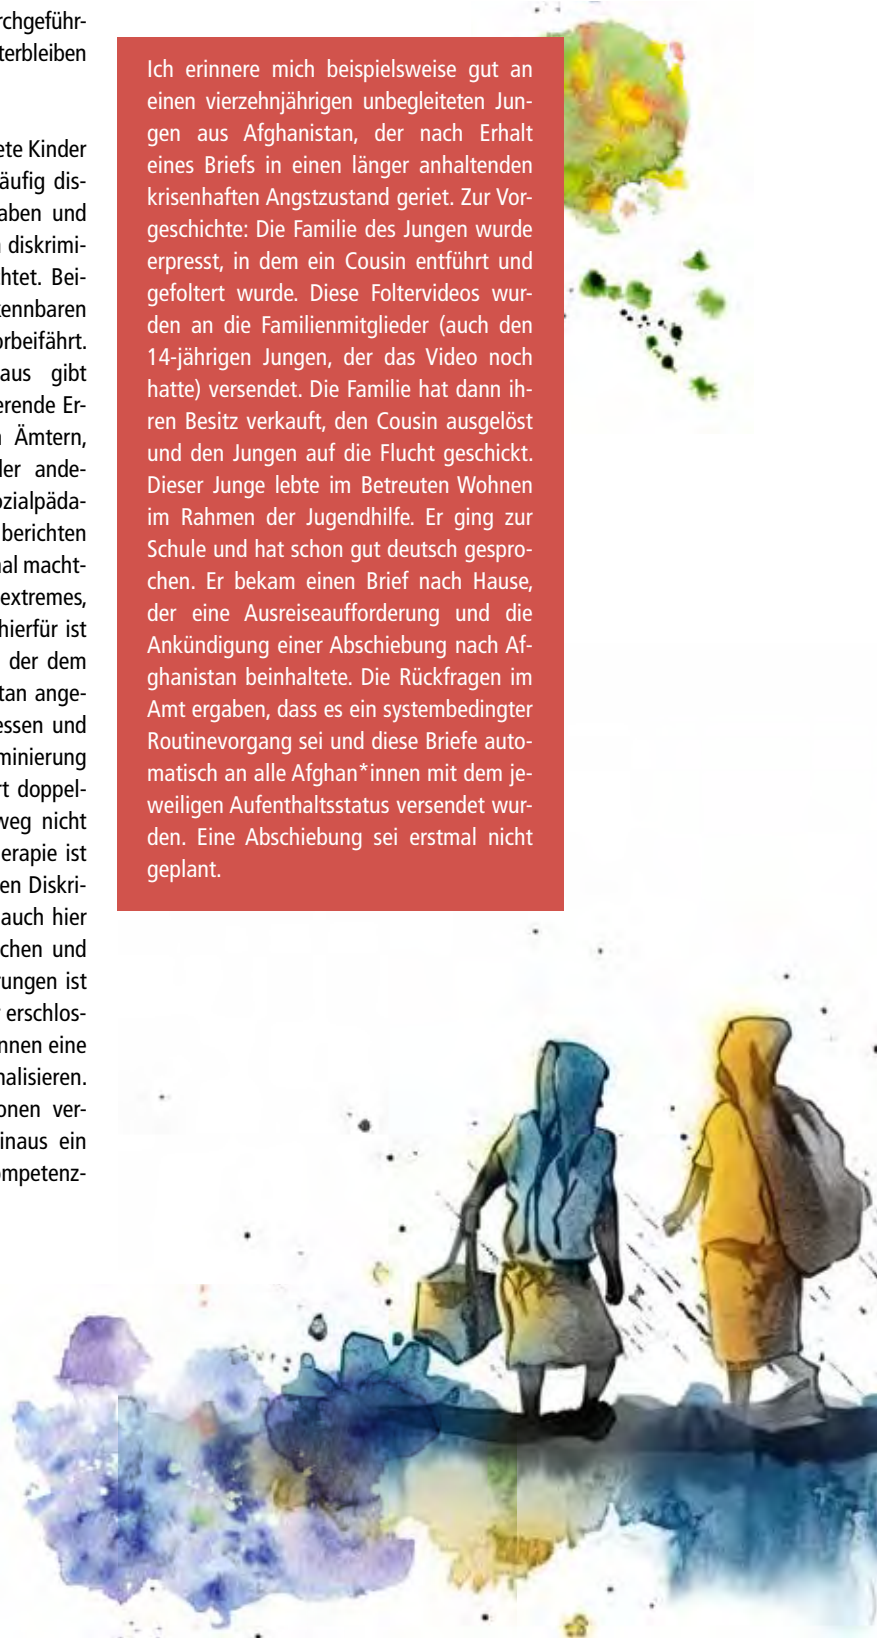 rchgeführ-
terbleiben
ete Kinder
äufig dis-
aben und
diskrimi-
htet. Bei-
kennbaren
orbeifährt.
aus gibt
erende Er-
Ämtern,
der ande-
ozialpäda-
berichten
al macht-
extremes,
hierfür ist
der dem
tan ange-
essen und
minierung
rt doppel-
weg nicht
erapie ist
en Diskri-
auch hier
chen und
rungen ist
erschlos-
nnen eine
nalisieren.
onen ver-
inaus ein
ompetenz-
Ich erinnere mich beispielsweise gut an
einen vierzehnjährigen unbegleiteten Jun-
gen aus Afghanistan, der nach Erhalt
eines Briefs in einen länger anhaltenden
krisenhaften Angstzustand geriet. Zur Vor-
geschichte: Die Familie des Jungen wurde
erpresst, in dem ein Cousin entführt und
gefoltert wurde. Diese Foltervideos wur-
den an die Familienmitglieder (auch den
14-jährigen Jungen, der das Video noch
hatte) versendet. Die Familie hat dann ih-
ren Besitz verkauft, den Cousin ausgelöst
und den Jungen auf die Flucht geschickt.
Dieser Junge lebte im Betreuten Wohnen
im Rahmen der Jugendhilfe. Er ging zur
Schule und hat schon gut deutsch gespro-
chen. Er bekam einen Brief nach Hause,
der eine Ausreiseaufforderung und die
Ankündigung einer Abschiebung nach Af-
ghanistan beinhaltete. Die Rückfragen im
Amt ergaben, dass es ein systembedingter
Routinevorgang sei und diese Briefe auto-
matisch an alle Afghan*innen mit dem je-
weiligen Aufenthaltsstatus versendet wur-
den. Eine Abschiebung sei erstmal nicht
geplant.